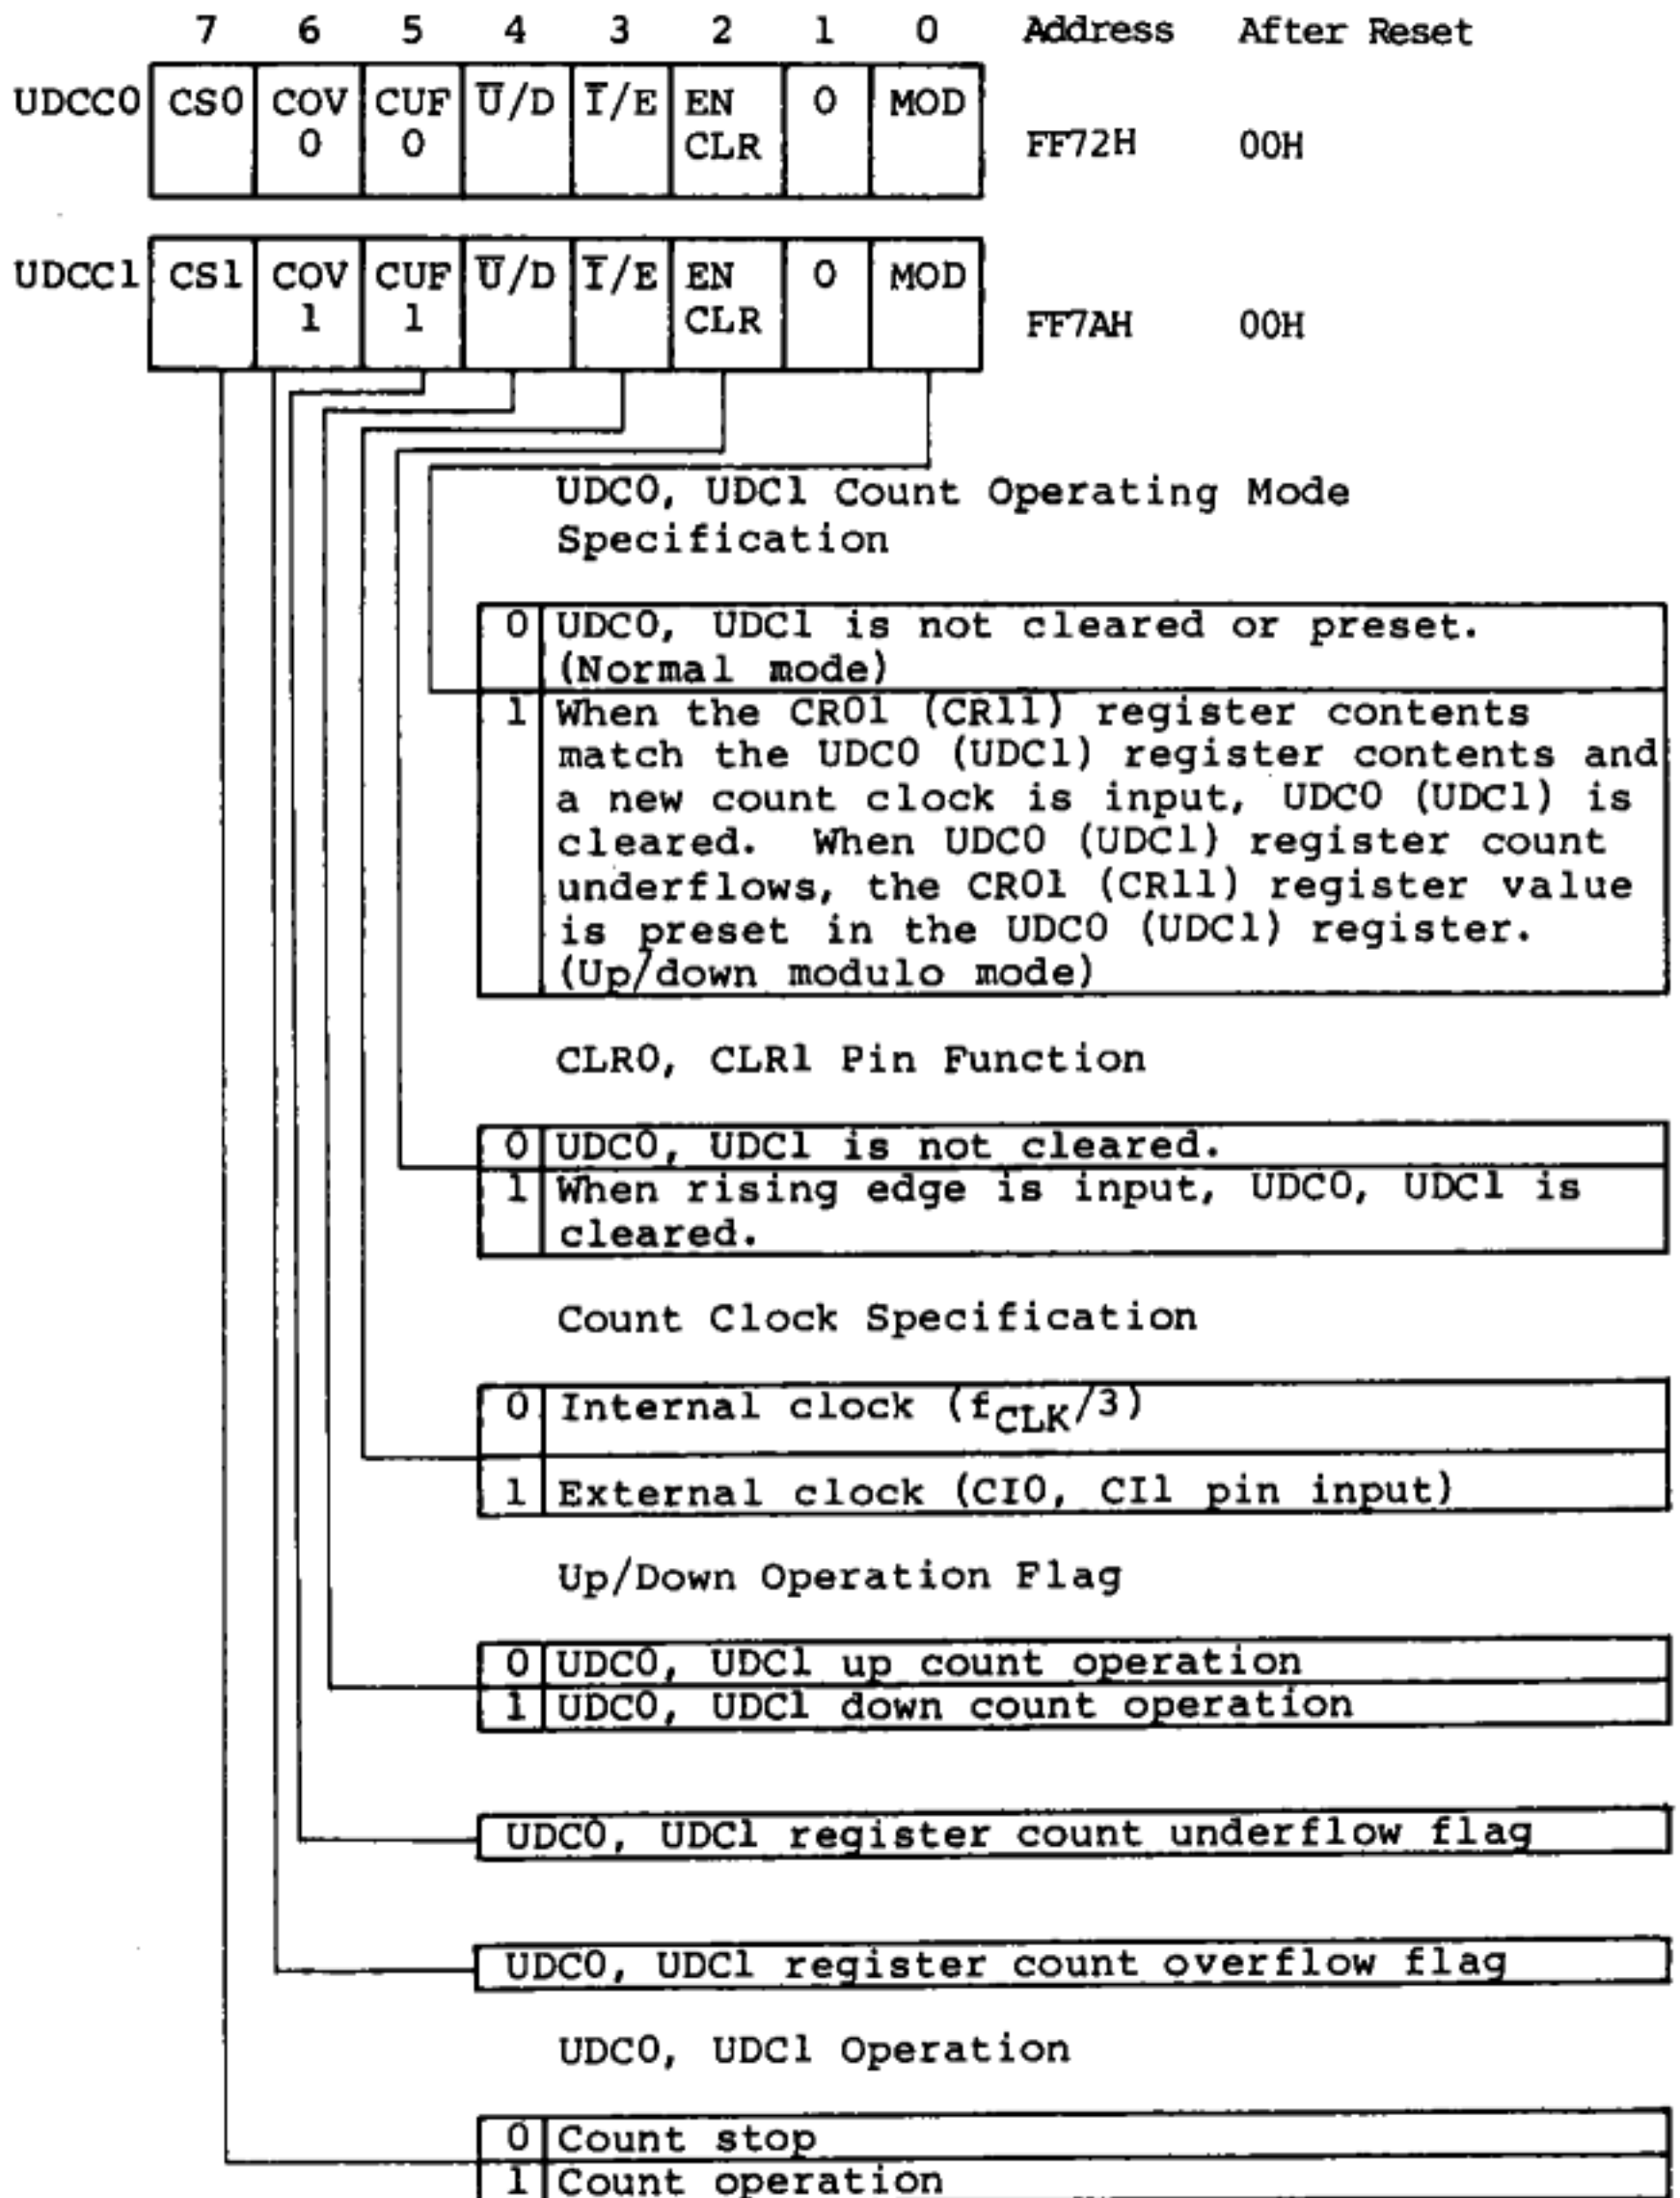 7 6 5 4 3 2 1 0 Address After Reset
UDCC0 CS0 COV CUF U̅/D I̅/E EN 0 MOD
0 0 CLR FF72H 00H
UDCC1 CS1 COV CUF U̅/D I̅/E EN 0 MOD
1 1 CLR FF7AH 00H
UDC0, UDC1 Count Operating Mode
Specification
0 UDC0, UDC1 is not cleared or preset.
(Normal mode)
1 When the CR01 (CR11) register contents
match the UDC0 (UDC1) register contents and
a new count clock is input, UDC0 (UDC1) is
cleared. When UDC0 (UDC1) register count
underflows, the CR01 (CR11) register value
is preset in the UDC0 (UDC1) register.
(Up/down modulo mode)
CLR0, CLR1 Pin Function
0 UDC0, UDC1 is not cleared.
1 When rising edge is input, UDC0, UDC1 is
cleared.
Count Clock Specification
0 Internal clock (fCLK/3)
1 External clock (CI0, CI1 pin input)
Up/Down Operation Flag
0 UDC0, UDC1 up count operation
1 UDC0, UDC1 down count operation
UDC0, UDC1 register count underflow flag
UDC0, UDC1 register count overflow flag
UDC0, UDC1 Operation
0 Count stop
1 Count operation